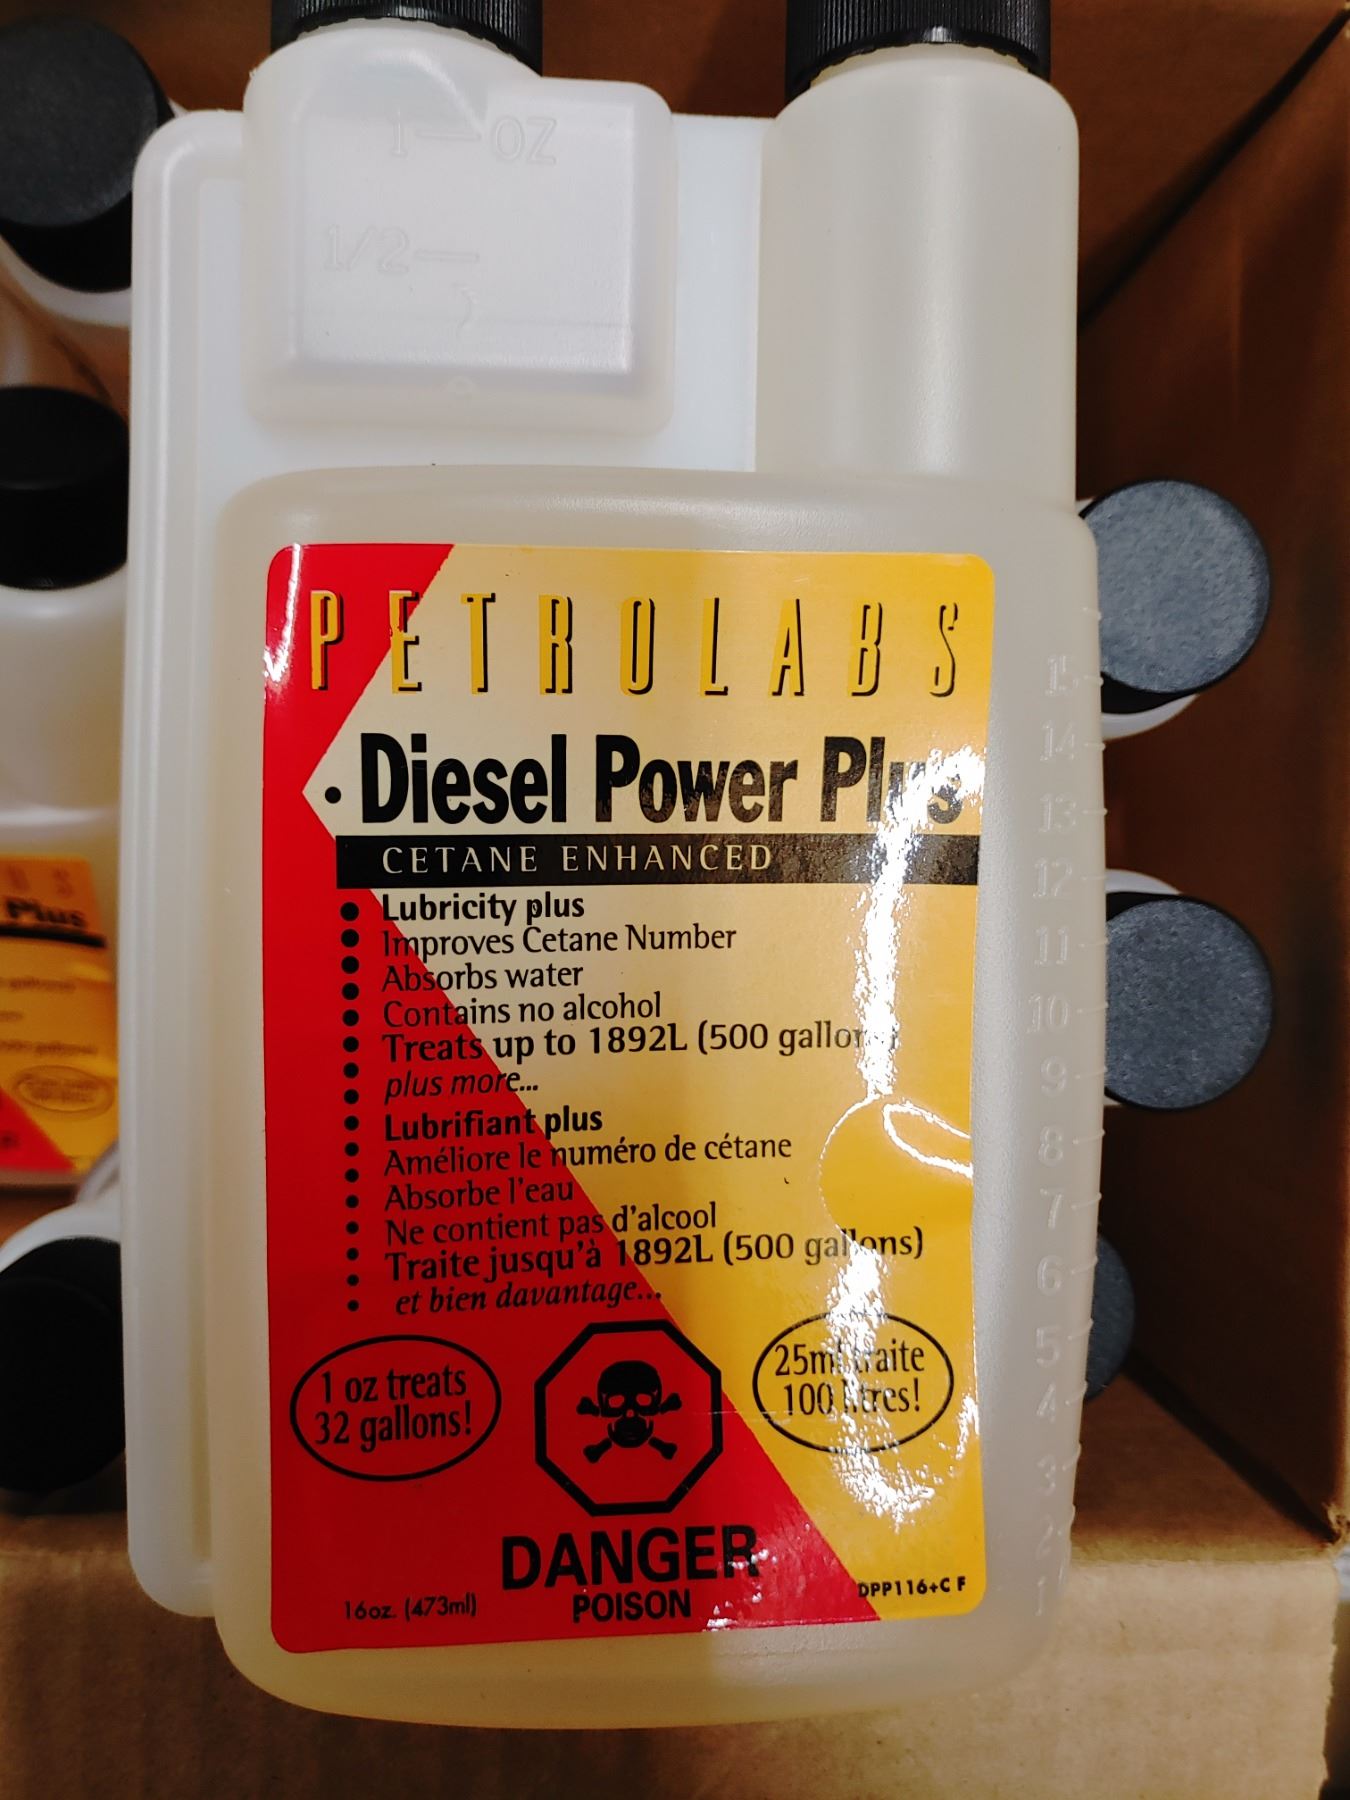 1 OZ
1/2
PETROLABS
• Diesel Power Plus
CETANE ENHANCED
• Lubricity plus
• Improves Cetane Number
• Absorbs water
• Contains no alcohol
• Treats up to 1892L (500 gallons)
• plus more...
• Lubrifiant plus
• Améliore le numéro de cétane
• Absorbe l'eau
• Ne contient pas d'alcool
• Traite jusqu'à 1892L (500 gallons)
• et bien davantage...
1 oz treats
32 gallons!
25ml traite
100 litres!
DANGER
POISON
16oz. (473ml)
DPP116+C F
15
14
13
12
11
10
9
8
7
6
5
4
3
2
1
Plus